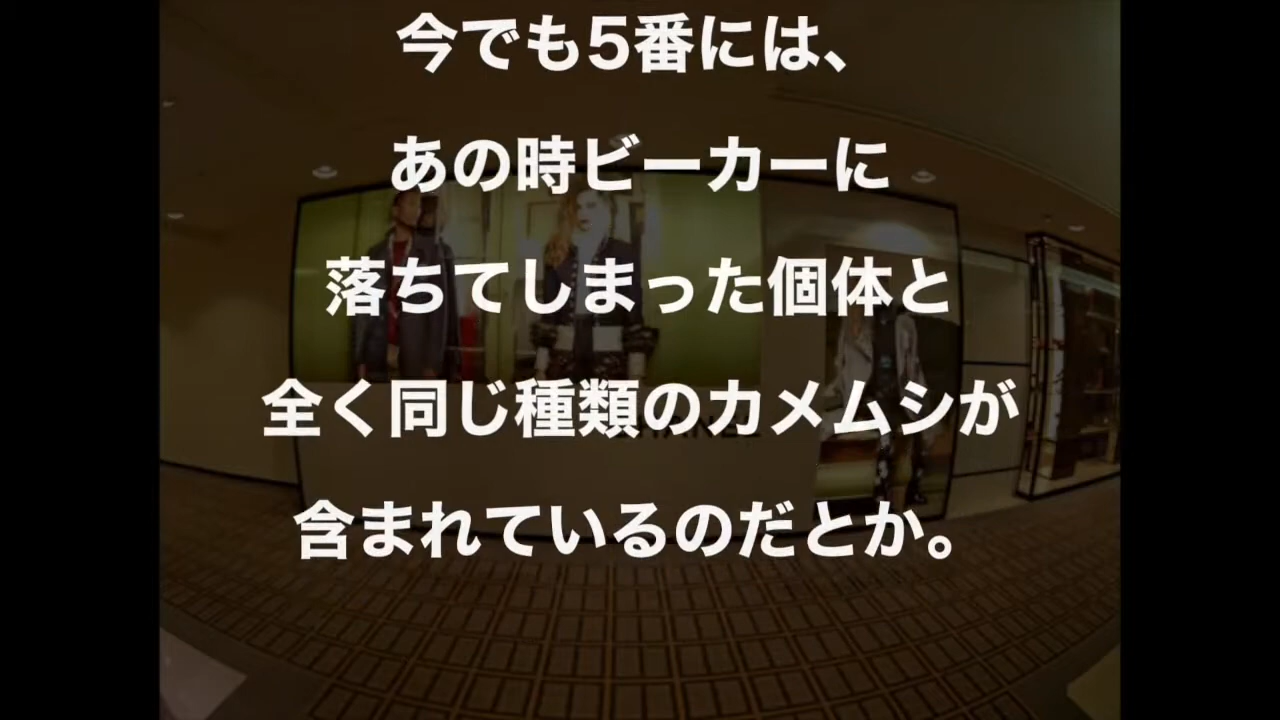 今でも5番には、
あの時ビーカーに
落ちてしまった個体と
全く同じ種類のカメムシが
CHANEL
含まれているのだとか。